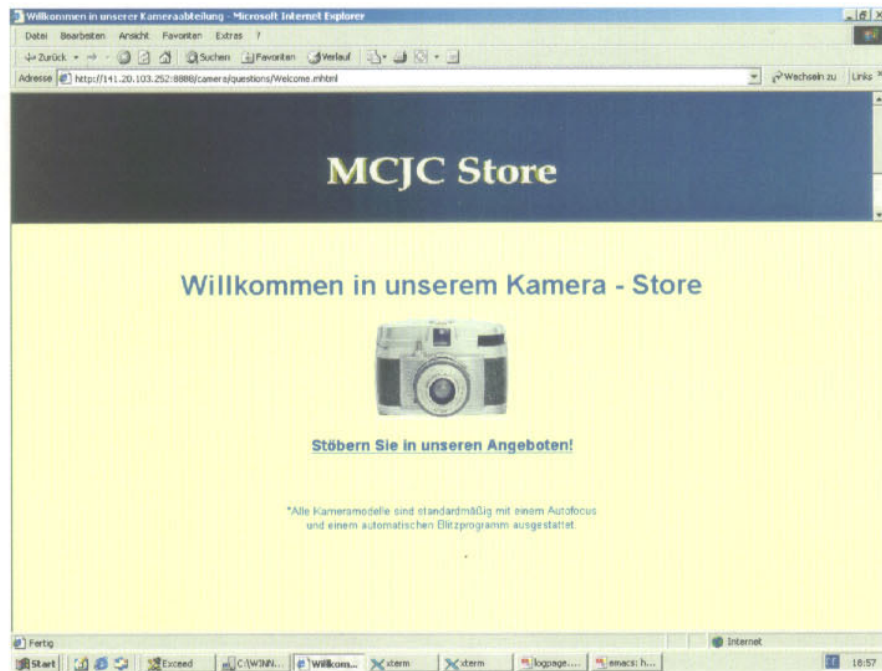 Willkommen in unserer Kameraabteilung - Microsoft Internet Explorer
Datei Bearbeiten Ansicht Favoriten Extras ?
Zurück Suchen Favoriten Verlauf
Adresse http://141.20.103.252:8888/camera/questions/Welcome.mhtml Wechseln zu Links »
MCJC Store
Willkommen in unserem Kamera - Store
Stöbern Sie in unseren Angeboten!
*Alle Kameramodelle sind standardmäßig mit einem Autofocus
und einem automatischen Blitzprogramm ausgestattet.
Fertig Internet
Start Exceed C:\WINN... Willkom... xterm xterm logpage.... emacs: h... 18:57